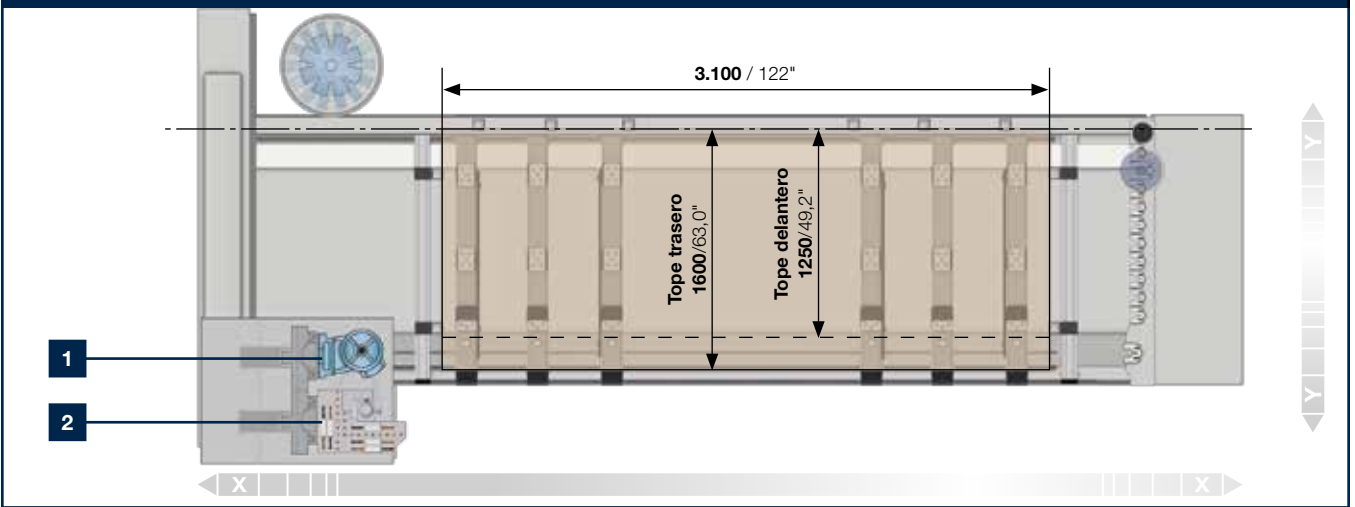 3.100 / 122"
Tope trasero
1600/63,0"
Tope delantero
1250/49,2"
Y
Y
1
2
X
X